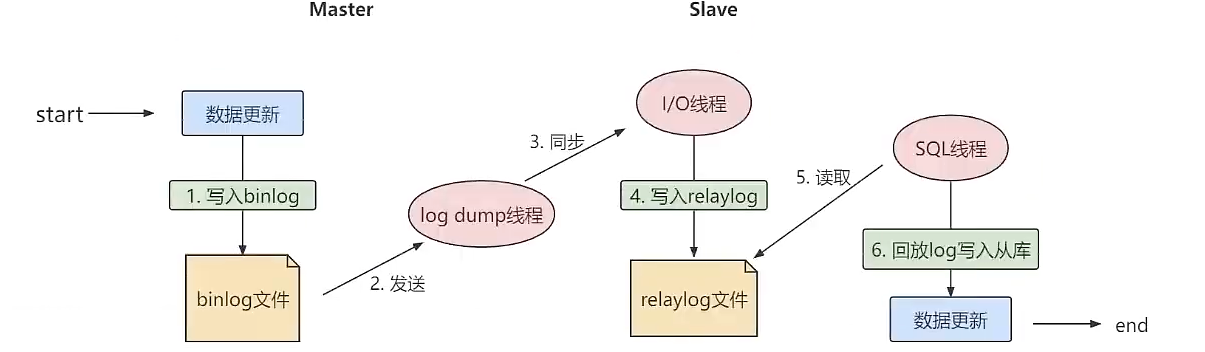 Master
Slave
start
数据更新
1. 写入binlog
binlog文件
2. 发送
log dump线程
3. 同步
I/O线程
4. 写入relaylog
relaylog文件
5. 读取
SQL线程
6. 回放log写入从库
数据更新
end